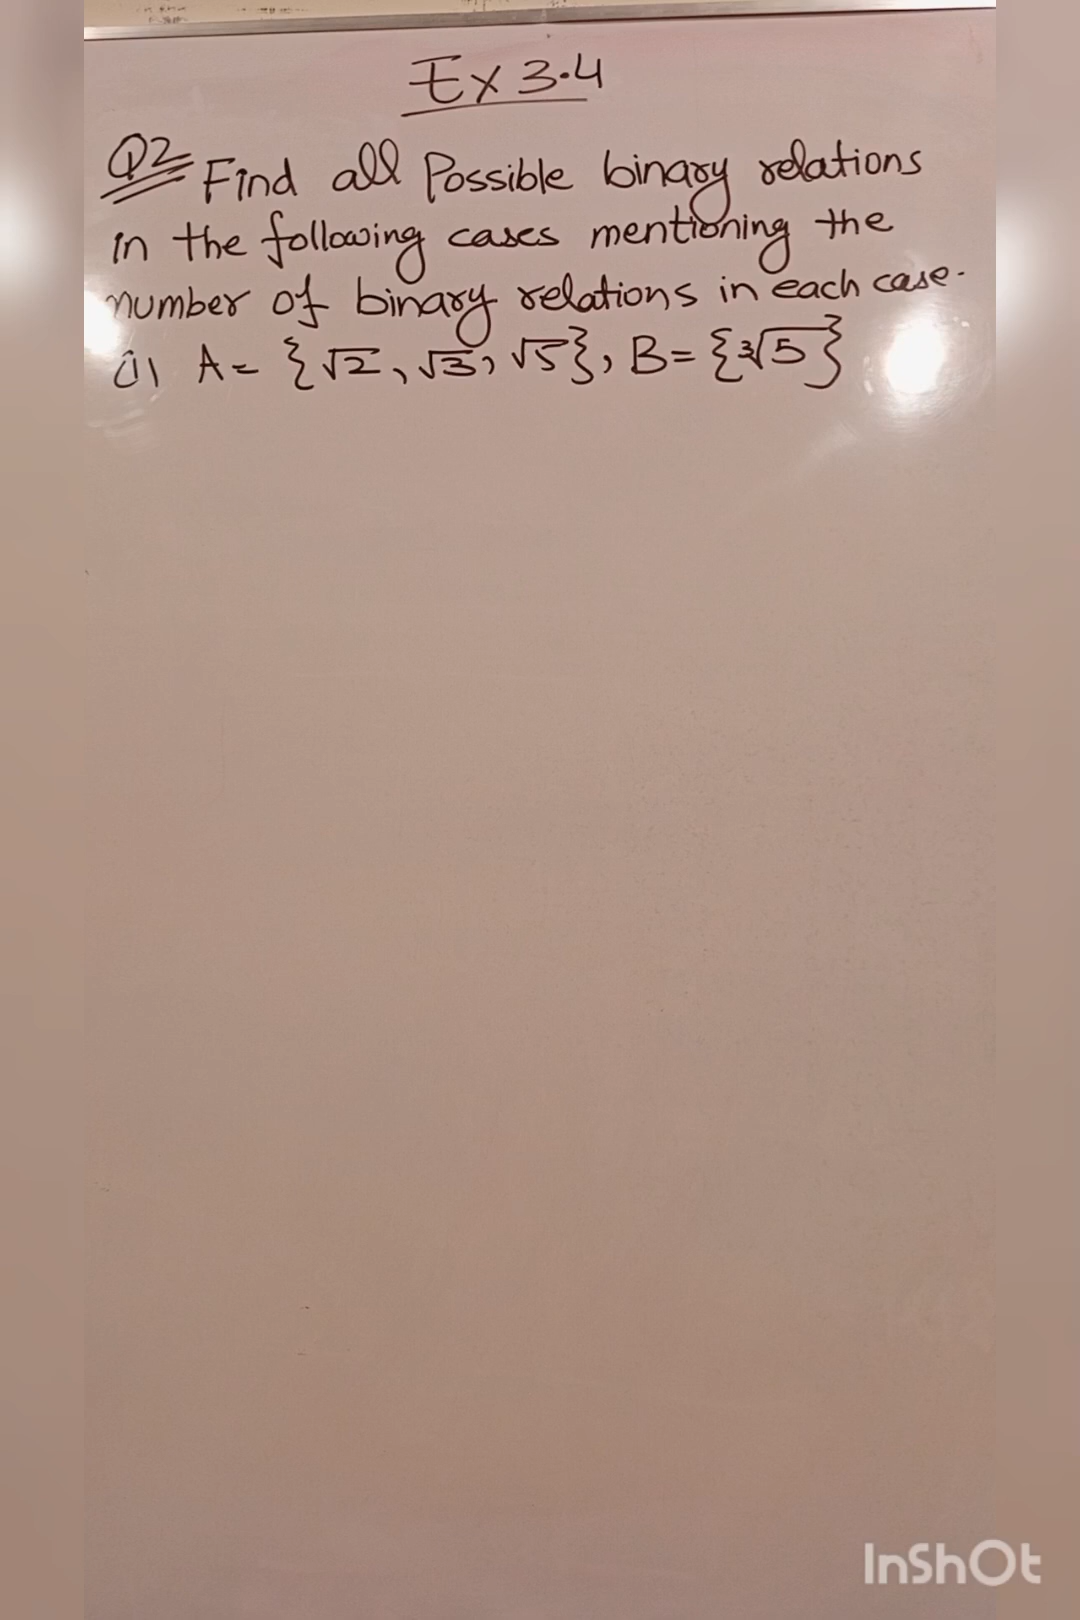 Ex 3.4
Q2 Find all Possible binary relations
in the following cases mentioning the
number of binary relations in each case.
(i) A = {√2, √3, √5}, B = {∛5}
InShOt